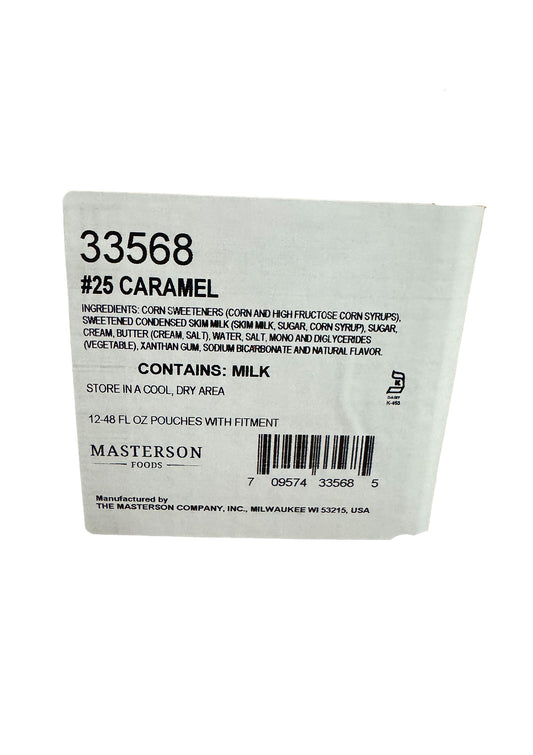 33568
#25 CARAMEL
INGREDIENTS: CORN SWEETENERS (CORN AND HIGH FRUCTOSE CORN SYRUPS),
SWEETENED CONDENSED SKIM MILK (SKIM MILK, SUGAR, CORN SYRUP), SUGAR,
CREAM, BUTTER (CREAM, SALT), WATER, SALT, MONO AND DIGLYCERIDES
(VEGETABLE), XANTHAN GUM, SODIUM BICARBONATE AND NATURAL FLAVOR.
CONTAINS: MILK
STORE IN A COOL, DRY AREA
K
DAIRY
12-48 FL OZ POUCHES WITH FITMENT
MASTERSON
FOODS
7 09574 33568 5
Manufactured by
THE MASTERSON COMPANY, INC., MILWAUKEE WI 53215, USA